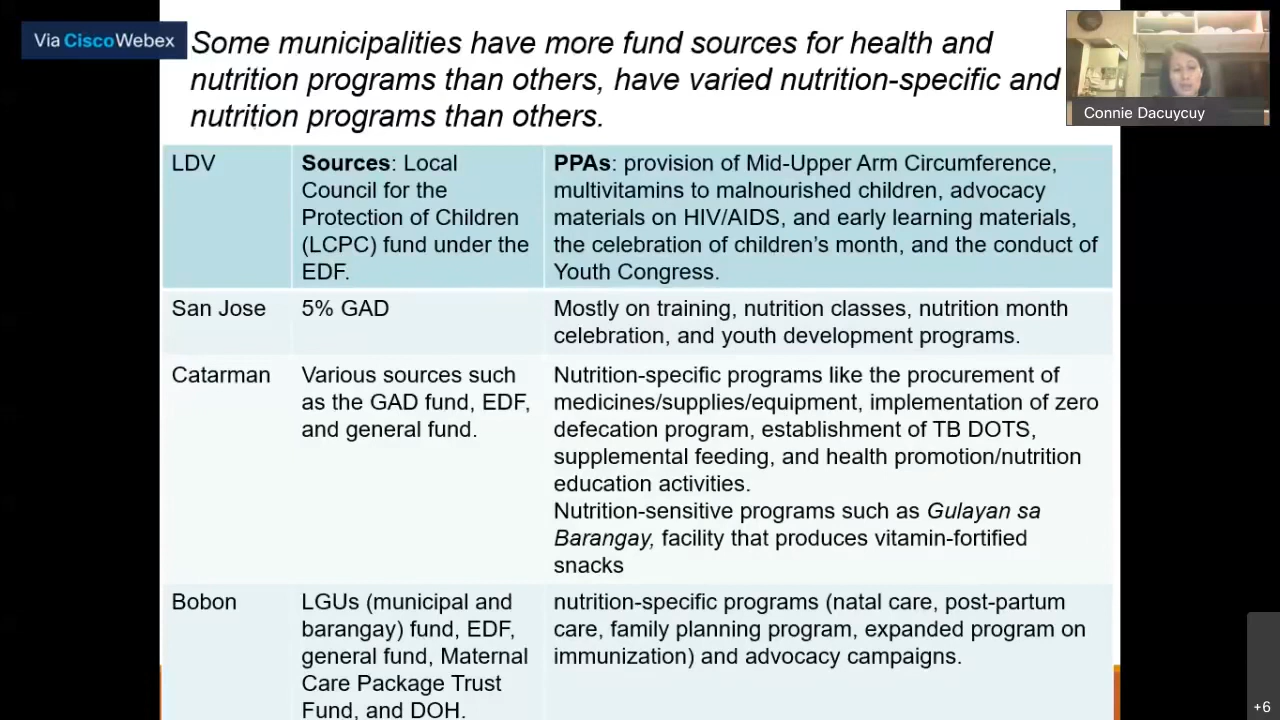 Via Cisco Webex
Some municipalities have more fund sources for health and
nutrition programs than others, have varied nutrition-specific and
nutrition programs than others.
Connie Dacuycuy
LDV
Sources: Local
Council for the
Protection of Children
(LCPC) fund under the
EDF.
PPAs: provision of Mid-Upper Arm Circumference,
multivitamins to malnourished children, advocacy
materials on HIV/AIDS, and early learning materials,
the celebration of children's month, and the conduct of
Youth Congress.
San Jose
5% GAD
Mostly on training, nutrition classes, nutrition month
celebration, and youth development programs.
Catarman
Various sources such
as the GAD fund, EDF,
and general fund.
Nutrition-specific programs like the procurement of
medicines/supplies/equipment, implementation of zero
defecation program, establishment of TB DOTS,
supplemental feeding, and health promotion/nutrition
education activities.
Nutrition-sensitive programs such as Gulayan sa
Barangay, facility that produces vitamin-fortified
snacks
Bobon
LGUs (municipal and
barangay) fund, EDF,
general fund, Maternal
Care Package Trust
Fund, and DOH.
nutrition-specific programs (natal care, post-partum
care, family planning program, expanded program on
immunization) and advocacy campaigns.
+6